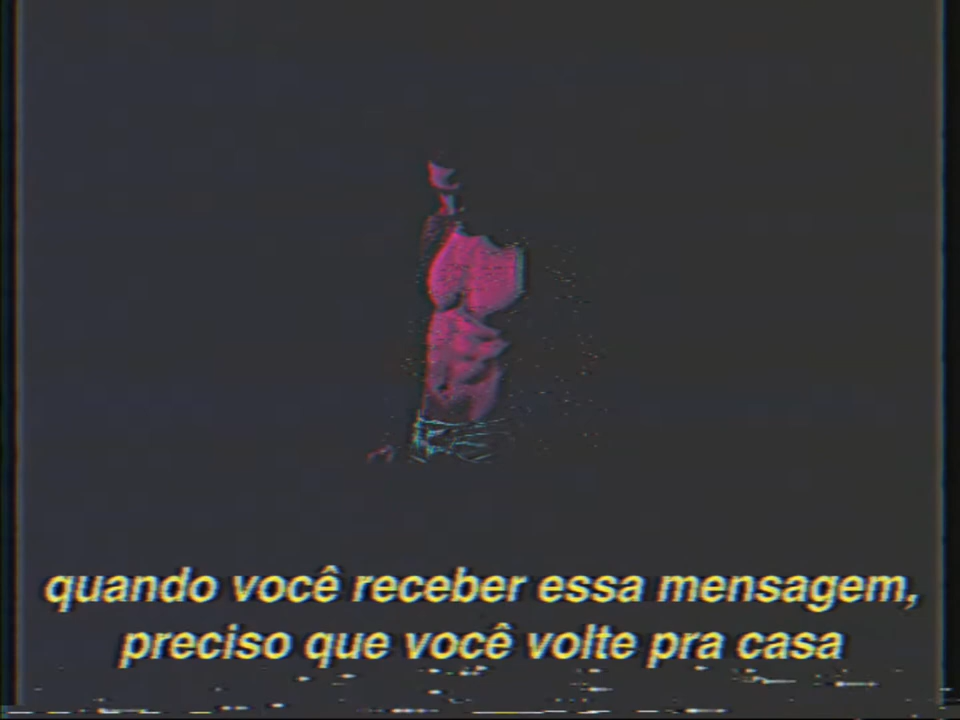 quando você receber essa mensagem,
preciso que você volte pra casa